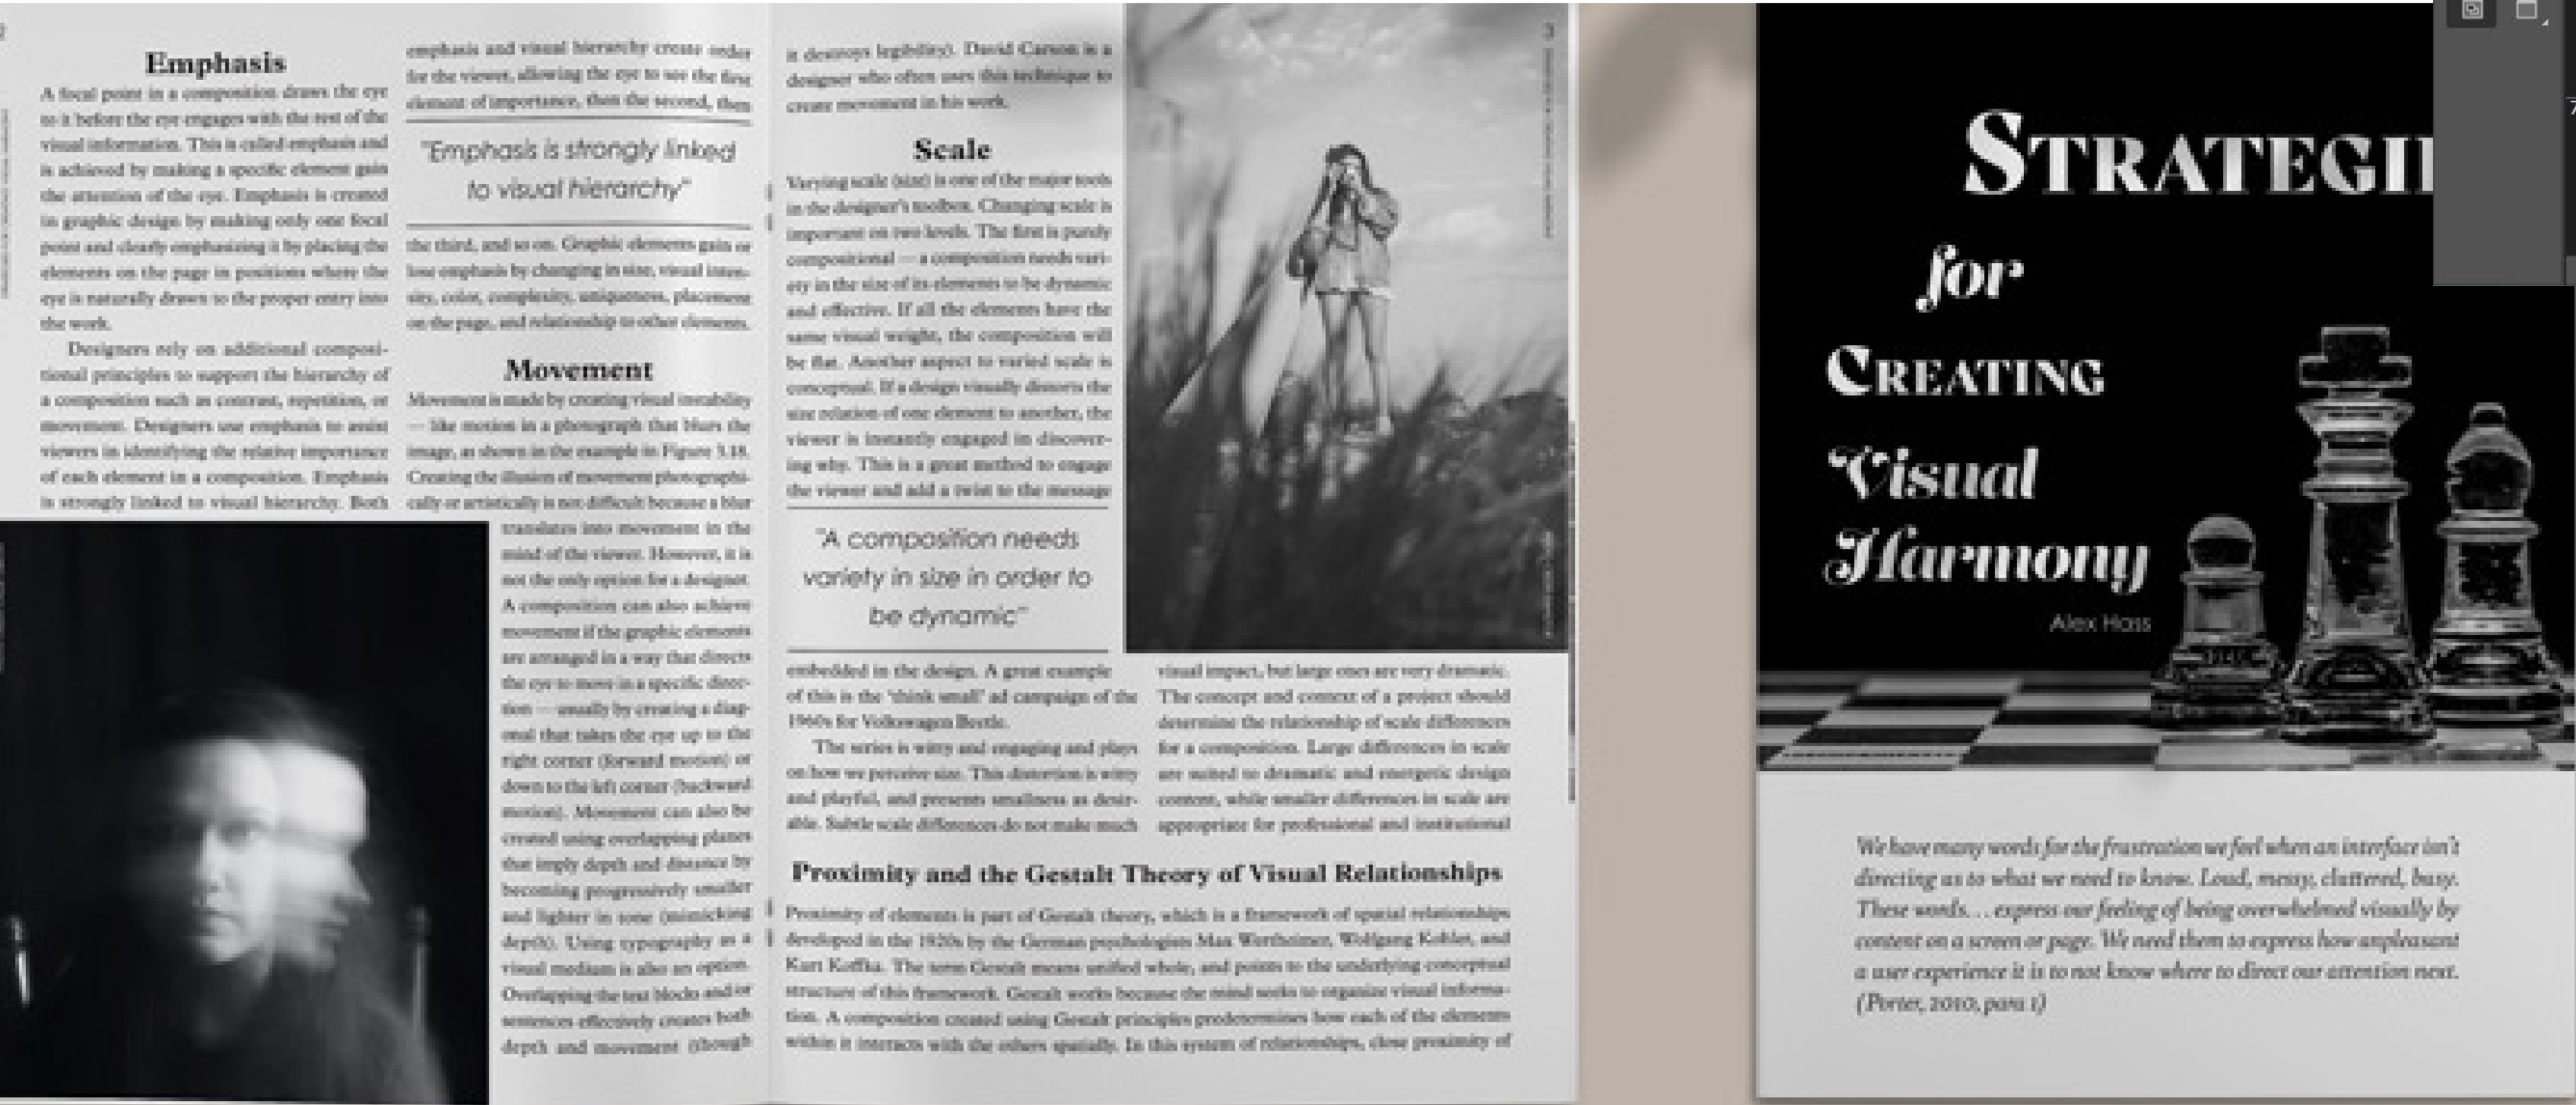 Emphasis
A focal point in a composition draws the eye
to it before the eye engages with the rest of the
visual information. This is called emphasis and
is achieved by making a specific element gain
the attention of the eye. Emphasis is created
in graphic design by making only one focal
point and clearly emphasizing it by placing the
elements on the page in positions where the
eye is naturally drawn to the proper entry into
the work.
Designers rely on additional composi-
tional principles to support the hierarchy of
a composition such as contrast, repetition, or
movement. Designers use emphasis to assist
viewers in identifying the relative importance
of each element in a composition. Emphasis
is strongly linked to visual hierarchy. Both
emphasis and visual hierarchy create order
for the viewer, allowing the eye to see the first
element of importance, then the second, then
"Emphasis is strongly linked
to visual hierarchy"
the third, and so on. Graphic elements gain or
lose emphasis by changing in size, visual inten-
sity, color, complexity, uniqueness, placement
on the page, and relationship to other elements.
Movement
Movement is made by creating visual instability
— like motion in a photograph that blurs the
image, as shown in the example in Figure 3.18.
Creating the illusion of movement photographi-
cally or artistically is not difficult because a blur
translates into movement in the
mind of the viewer. However, it is
not the only option for a designer.
A composition can also achieve
movement if the graphic elements
are arranged in a way that directs
the eye to move in a specific direc-
tion — usually by creating a diag-
onal that takes the eye up to the
right corner (forward motion) or
down to the left corner (backward
motion). Movement can also be
created using overlapping planes
that imply depth and distance by
becoming progressively smaller
and lighter in tone (mimicking
depth). Using typography as a
visual medium is also an option.
Overlapping the text blocks and/or
sentences effectively creates both
depth and movement (though
it destroys legibility). David Carson is a
designer who often uses this technique to
create movement in his work.
Scale
Varying scale (size) is one of the major tools
in the designer's toolbox. Changing scale is
important on two levels. The first is purely
compositional — a composition needs vari-
ety in the size of its elements to be dynamic
and effective. If all the elements have the
same visual weight, the composition will
be flat. Another aspect to varied scale is
conceptual. If a design visually distorts the
size relation of one element to another, the
viewer is instantly engaged in discover-
ing why. This is a great method to engage
the viewer and add a twist to the message
"A composition needs
variety in size in order to
be dynamic"
embedded in the design. A great example
of this is the 'think small' ad campaign of the
1960s for Volkswagen Beetle.
The series is witty and engaging and plays
on how we perceive size. This distortion is witty
and playful, and presents smallness as desir-
able. Subtle scale differences do not make much
visual impact, but large ones are very dramatic.
The concept and context of a project should
determine the relationship of scale differences
for a composition. Large differences in scale
are suited to dramatic and energetic design
content, while smaller differences in scale are
appropriate for professional and institutional
Proximity and the Gestalt Theory of Visual Relationships
Proximity of elements is part of Gestalt theory, which is a framework of spatial relationships
developed in the 1920s by the German psychologists Max Wertheimer, Wolfgang Kohler, and
Kurt Koffka. The term Gestalt means unified whole, and points to the underlying conceptual
structure of this framework. Gestalt works because the mind seeks to organize visual informa-
tion. A composition created using Gestalt principles predetermines how each of the elements
within it interacts with the others spatially. In this system of relationships, close proximity of
STRATEGI
for
CREATING
Visual
Harmony
Alex Hass
We have many words for the frustration we feel when an interface isn't
directing us to what we need to know. Loud, messy, cluttered, busy.
These words. . . express our feeling of being overwhelmed visually by
content on a screen or page. We need them to express how unpleasant
a user experience it is to not know where to direct our attention next.
(Porter, 2010, para 1)